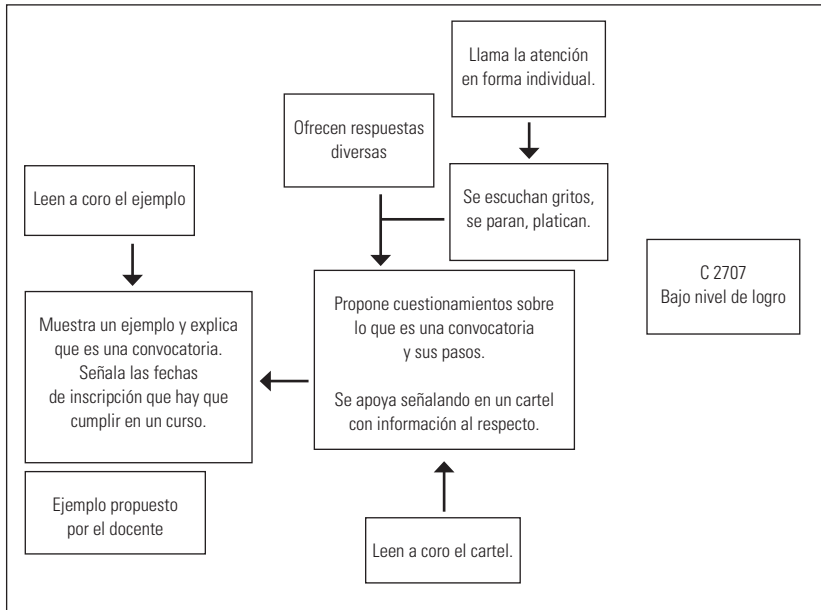 Llama la atención
en forma individual.
Ofrecen respuestas
diversas
Leen a coro el ejemplo
Se escuchan gritos,
se paran, platican.
C 2707
Bajo nivel de logro
Muestra un ejemplo y explica
que es una convocatoria.
Señala las fechas
de inscripción que hay que
cumplir en un curso.
Propone cuestionamientos sobre
lo que es una convocatoria
y sus pasos.
Se apoya señalando en un cartel
con información al respecto.
Ejemplo propuesto
por el docente
Leen a coro el cartel.